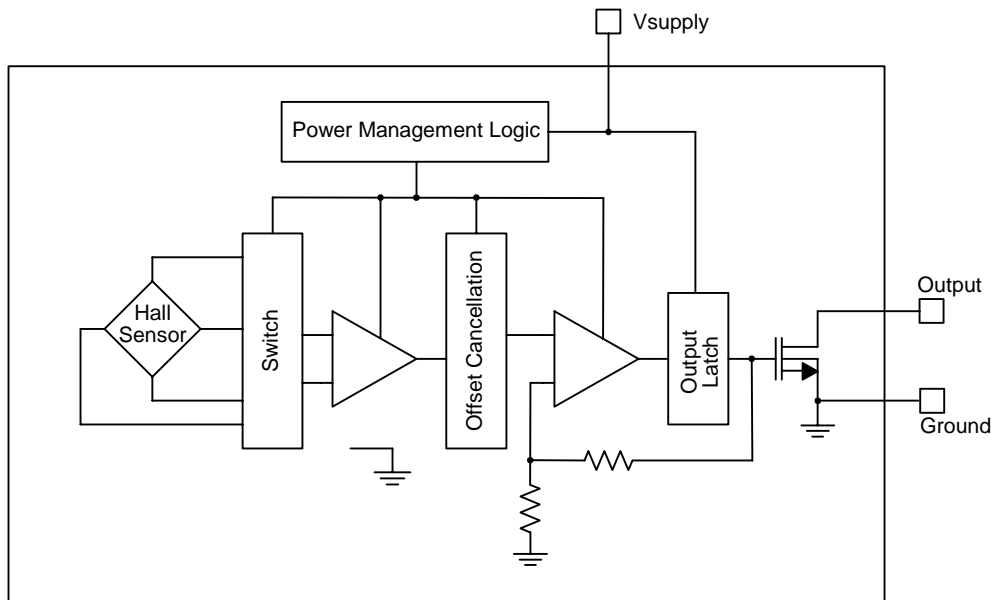 Vsupply
Power Management Logic
Hall
Sensor
Switch
Offset Cancellation
Output
Latch
Output
Ground